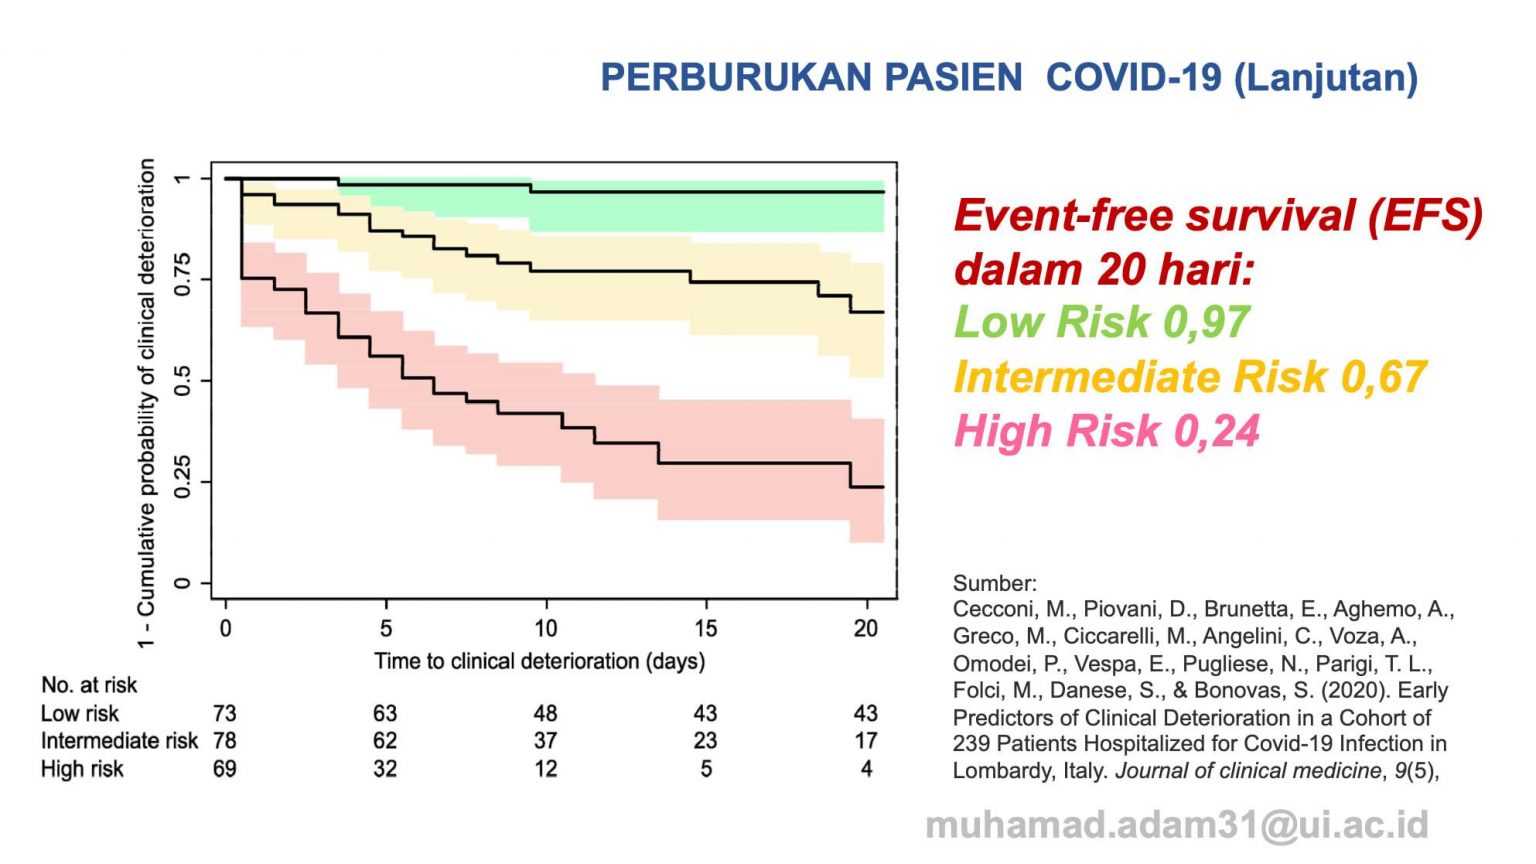 PERBURUKAN PASIEN COVID-19 (Lanjutan)
1 - Cumulative probability of clinical deterioration
1
0.75
0.5
0.25
0
0 5 10 15 20
Time to clinical deterioration (days)
No. at risk
Low risk 73 63 48 43 43
Intermediate risk 78 62 37 23 17
High risk 69 32 12 5 4
Event-free survival (EFS)
dalam 20 hari:
Low Risk 0,97
Intermediate Risk 0,67
High Risk 0,24
Sumber:
Cecconi, M., Piovani, D., Brunetta, E., Aghemo, A.,
Greco, M., Ciccarelli, M., Angelini, C., Voza, A.,
Omodei, P., Vespa, E., Pugliese, N., Parigi, T. L.,
Folci, M., Danese, S., & Bonovas, S. (2020). Early
Predictors of Clinical Deterioration in a Cohort of
239 Patients Hospitalized for Covid-19 Infection in
Lombardy, Italy. Journal of clinical medicine, 9(5),
muhamad.adam31@ui.ac.id